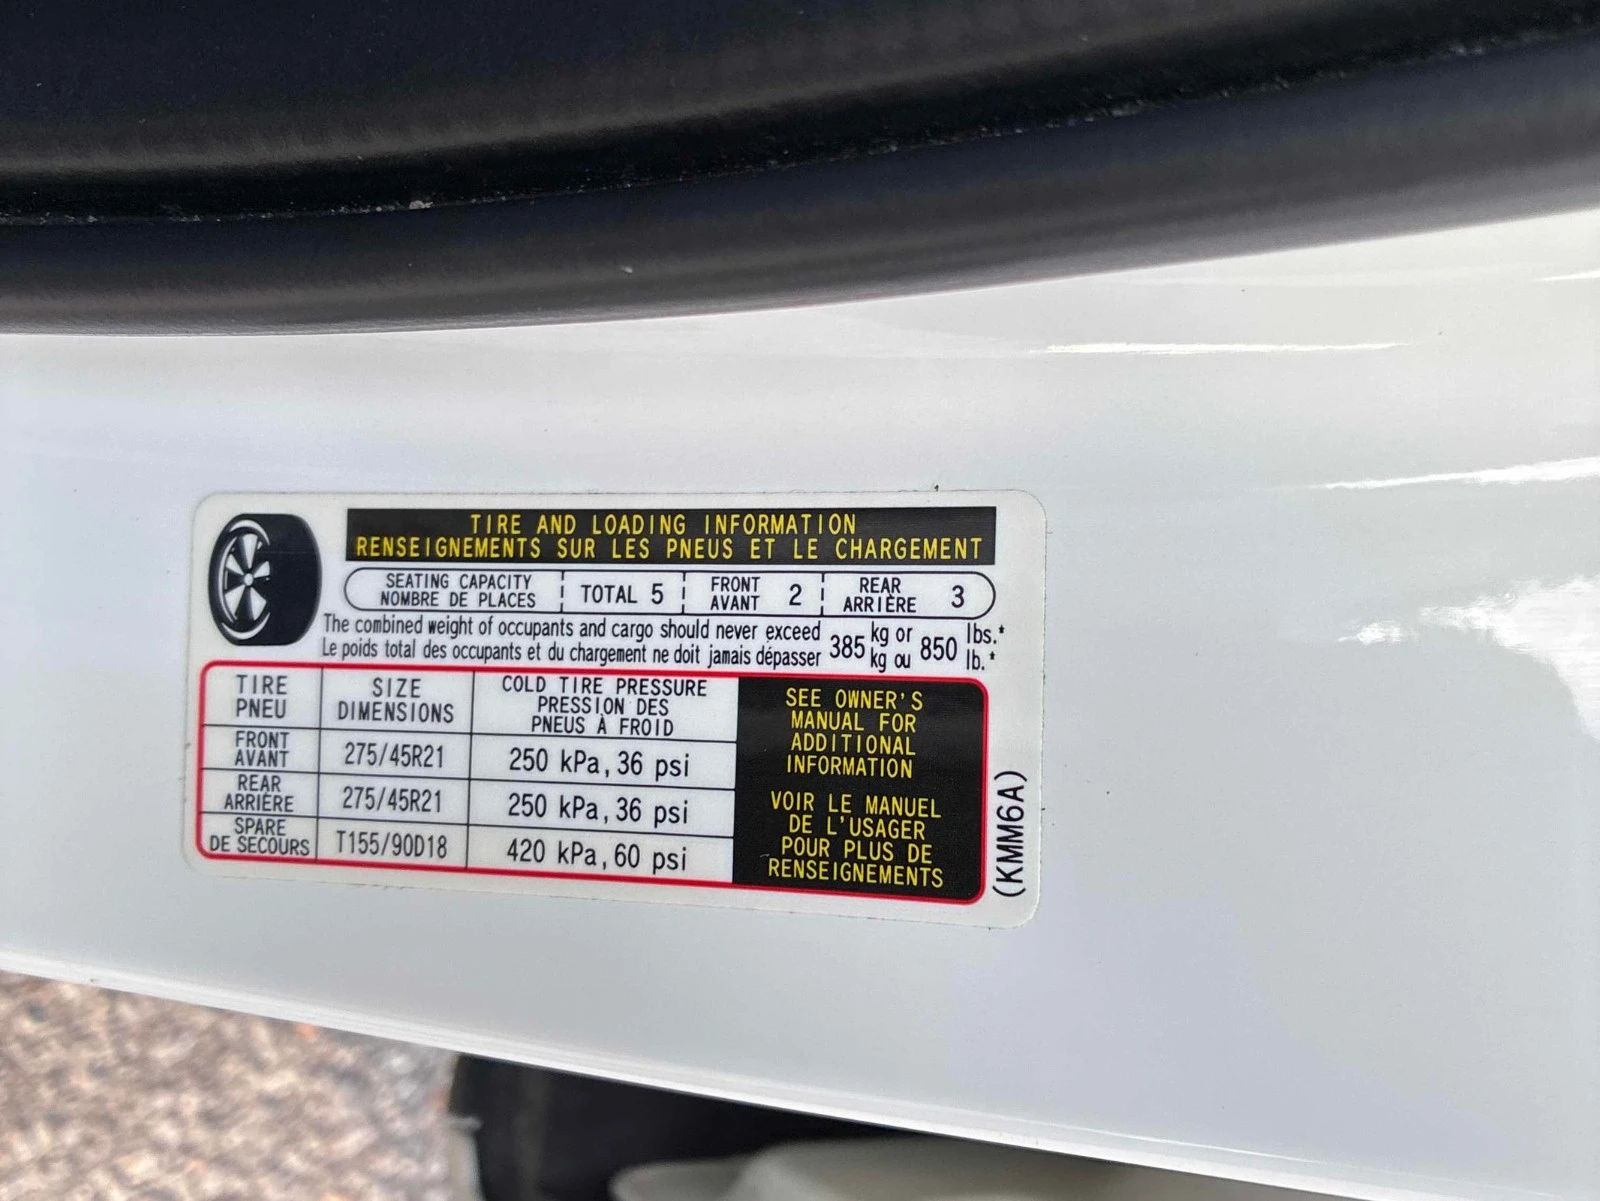 TIRE AND LOADING INFORMATION
RENSEIGNEMENTS SUR LES PNEUS ET LE CHARGEMENT
SEATING CAPACITY
NOMBRE DE PLACES
TOTAL 5
FRONT
AVANT 2
REAR
ARRIÈRE 3
The combined weight of occupants and cargo should never exceed 385 kg or 850 lbs.*
Le poids total des occupants et du chargement ne doit jamais dépasser kg ou lb.*
TIRE
PNEU
SIZE
DIMENSIONS
COLD TIRE PRESSURE
PRESSION DES
PNEUS À FROID
FRONT
AVANT
275/45R21
250 kPa, 36 psi
REAR
ARRIÈRE
275/45R21
250 kPa, 36 psi
SPARE
DE SECOURS
T155/90D18
420 kPa, 60 psi
SEE OWNER'S
MANUAL FOR
ADDITIONAL
INFORMATION
VOIR LE MANUEL
DE L'USAGER
POUR PLUS DE
RENSEIGNEMENTS
(KMM6A)